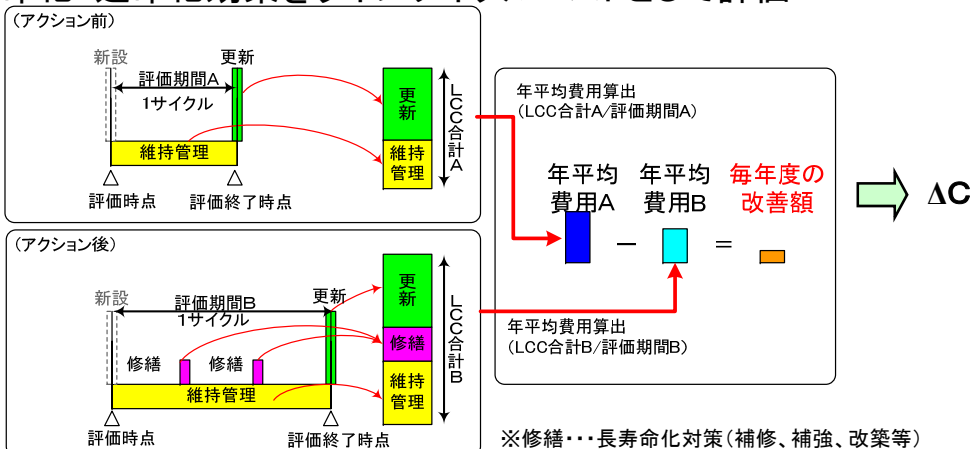 (アクション前)
新設
更新
評価期間A
1サイクル
維持管理
評価時点
評価終了時点
更新
維持
管理
LCC合計A
(アクション後)
新設
更新
評価期間B
1サイクル
修繕
修繕
維持管理
評価時点
評価終了時点
更新
修繕
維持
管理
LCC合計B
年平均費用算出
(LCC合計A/評価期間A)
年平均
費用A
年平均
費用B
毎年度の
改善額
−
=
年平均費用算出
(LCC合計B/評価期間B)
ΔC
※修繕・・・長寿命化対策(補修、補強、改築等)